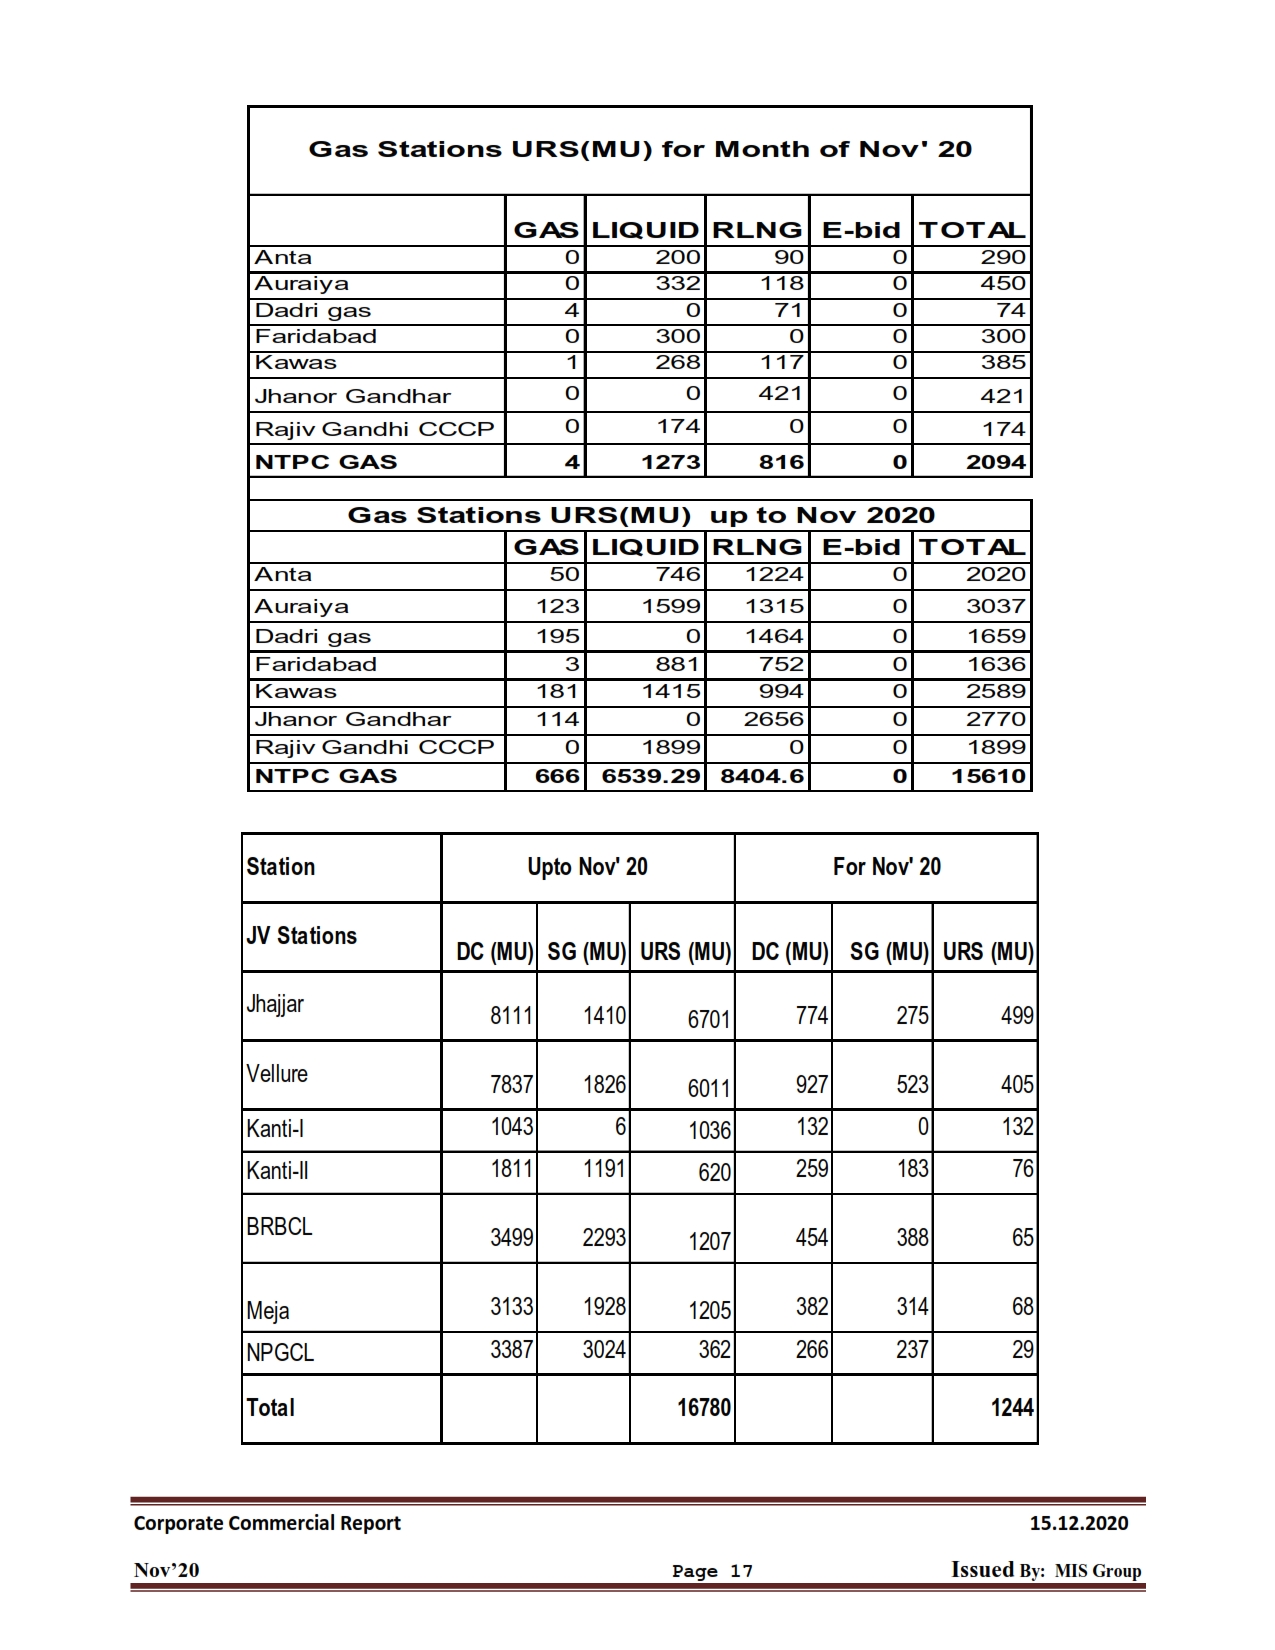 Gas Stations URS(MU) for Month of Nov' 20
GAS LIQUID RLNG E-bid TOTAL
Anta 0 200 90 0 290
Auraiya 0 332 118 0 450
Dadri gas 4 0 71 0 74
Faridabad 0 300 0 0 300
Kawas 1 268 117 0 385
Jhanor Gandhar 0 0 421 0 421
Rajiv Gandhi CCCP 0 174 0 0 174
NTPC GAS 4 1273 816 0 2094
Gas Stations URS(MU) up to Nov 2020
GAS LIQUID RLNG E-bid TOTAL
Anta 50 746 1224 0 2020
Auraiya 123 1599 1315 0 3037
Dadri gas 195 0 1464 0 1659
Faridabad 3 881 752 0 1636
Kawas 181 1415 994 0 2589
Jhanor Gandhar 114 0 2656 0 2770
Rajiv Gandhi CCCP 0 1899 0 0 1899
NTPC GAS 666 6539.29 8404.6 0 15610
Station Upto Nov' 20 For Nov' 20
JV Stations DC (MU) SG (MU) URS (MU) DC (MU) SG (MU) URS (MU)
Jhajjar 8111 1410 6701 774 275 499
Vellure 7837 1826 6011 927 523 405
Kanti-I 1043 6 1036 132 0 132
Kanti-II 1811 1191 620 259 183 76
BRBCL 3499 2293 1207 454 388 65
Meja 3133 1928 1205 382 314 68
NPGCL 3387 3024 362 266 237 29
Total 16780 1244
Corporate Commercial Report 15.12.2020
Nov’20 Page 17 Issued By: MIS Group